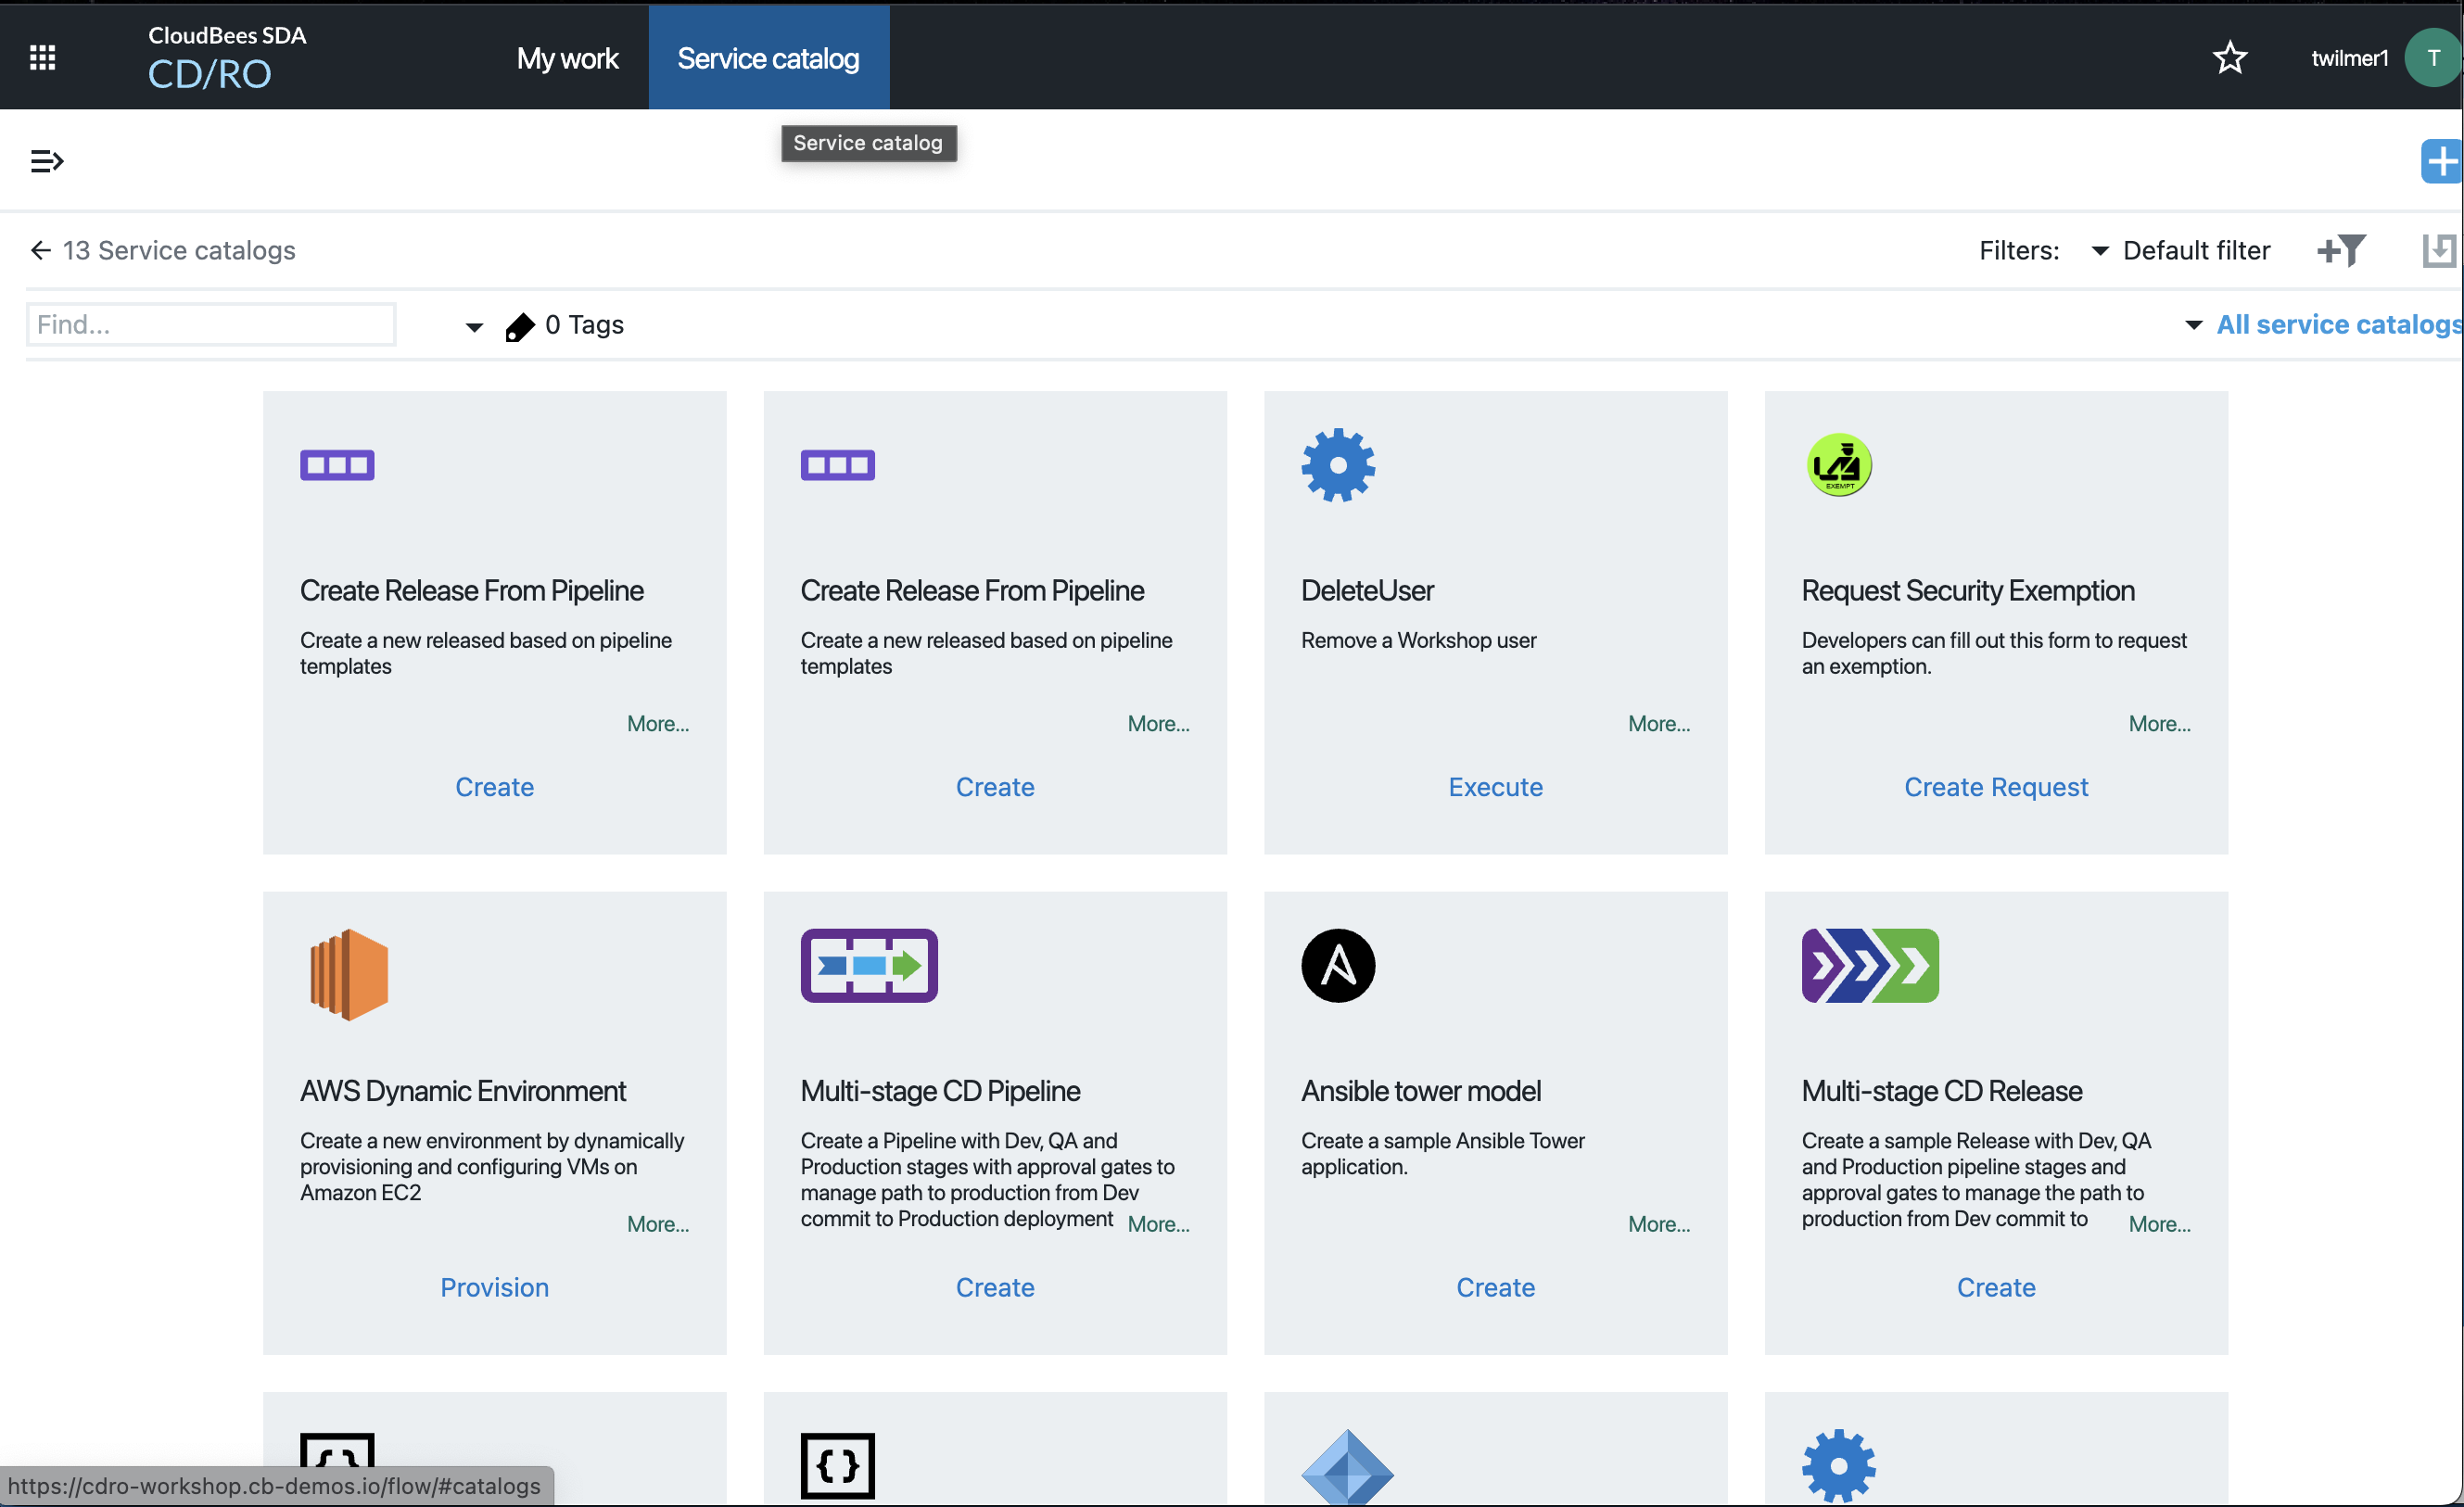 CloudBees SDA
CD/RO
My work
Service catalog
twilmer1
T
Service catalog
13 Service catalogs
Filters:
Default filter
Find...
0 Tags
All service catalogs
Create Release From Pipeline
Create a new released based on pipeline
templates
More...
Create
Create Release From Pipeline
Create a new released based on pipeline
templates
More...
Create
DeleteUser
Remove a Workshop user
More...
Execute
EXEMPT
Request Security Exemption
Developers can fill out this form to request
an exemption.
More...
Create Request
AWS Dynamic Environment
Create a new environment by dynamically
provisioning and configuring VMs on
Amazon EC2
More...
Provision
Multi-stage CD Pipeline
Create a Pipeline with Dev, QA and
Production stages with approval gates to
manage path to production from Dev
commit to Production deployment
More...
Create
Ansible tower model
Create a sample Ansible Tower
application.
More...
Create
Multi-stage CD Release
Create a sample Release with Dev, QA
and Production pipeline stages and
approval gates to manage the path to
production from Dev commit to
More...
Create
https://cdro-workshop.cb-demos.io/flow/#catalogs